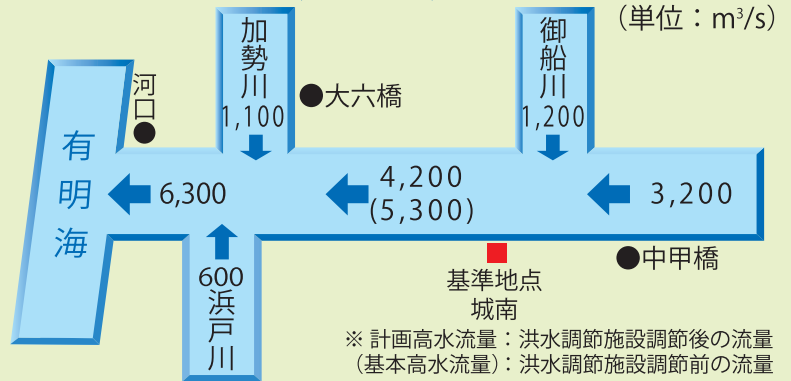 (単位：m³/s)
加勢川
1,100
御船川
1,200
河口
大六橋
有明海
6,300
4,200
(5,300)
3,200
600
浜戸川
基準地点
城南
中甲橋
※ 計画高水流量：洪水調節施設調節後の流量
（基本高水流量）：洪水調節施設調節前の流量